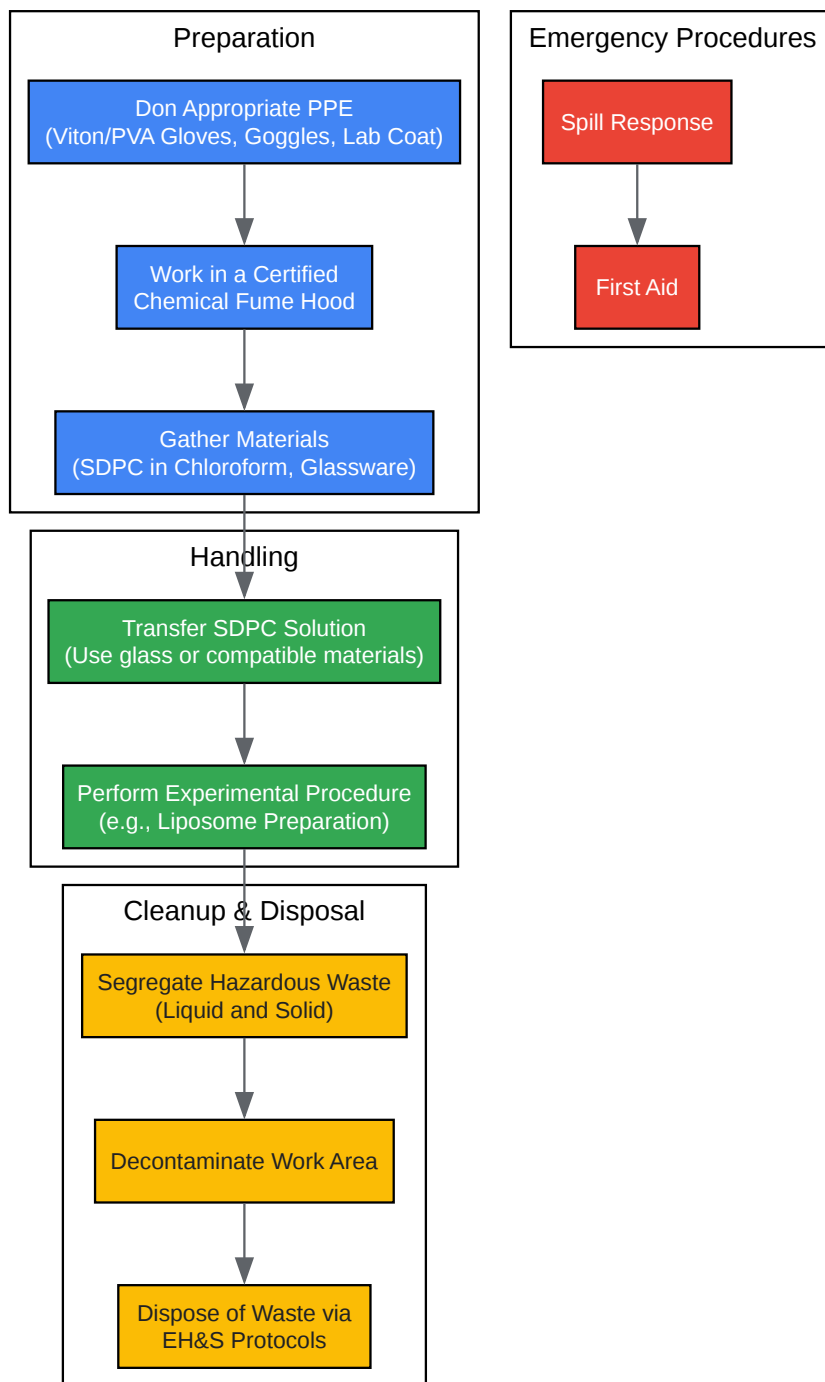 Preparation
Don Appropriate PPE
(Viton/PVA Gloves, Goggles, Lab Coat)
Work in a Certified
Chemical Fume Hood
Gather Materials
(SDPC in Chloroform, Glassware)
Handling
Transfer SDPC Solution
(Use glass or compatible materials)
Perform Experimental Procedure
(e.g., Liposome Preparation)
Cleanup & Disposal
Segregate Hazardous Waste
(Liquid and Solid)
Decontaminate Work Area
Dispose of Waste via
EH&S Protocols
Emergency Procedures
Spill Response
First Aid